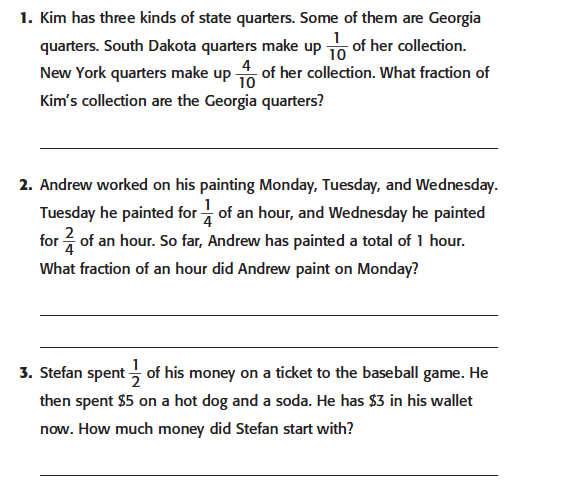 1. Kim has three kinds of state quarters. Some of them are Georgia
quarters. South Dakota quarters make up 1/10 of her collection.
New York quarters make up 4/10 of her collection. What fraction of
Kim's collection are the Georgia quarters?
2. Andrew worked on his painting Monday, Tuesday, and Wednesday.
Tuesday he painted for 1/4 of an hour, and Wednesday he painted
for 2/4 of an hour. So far, Andrew has painted a total of 1 hour.
What fraction of an hour did Andrew paint on Monday?
3. Stefan spent 1/2 of his money on a ticket to the baseball game. He
then spent $5 on a hot dog and a soda. He has $3 in his wallet
now. How much money did Stefan start with?